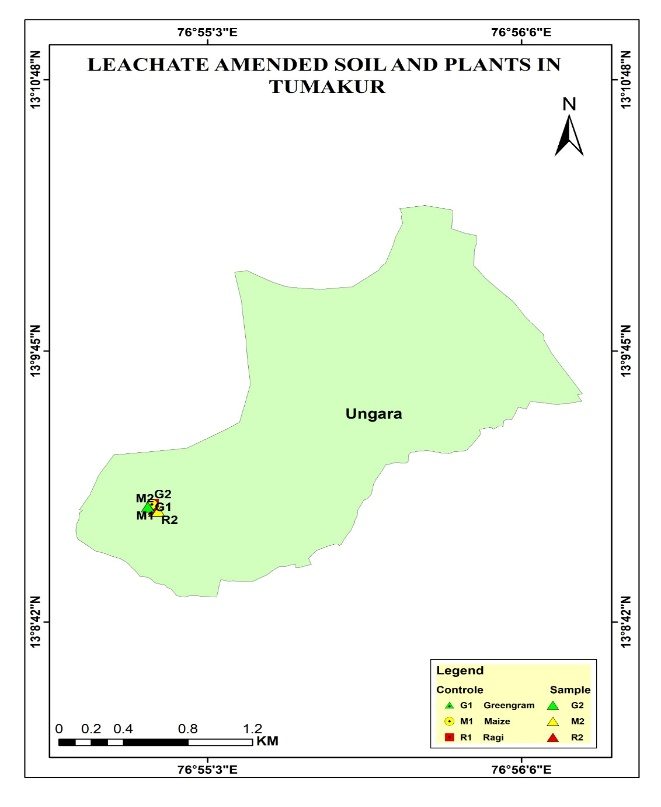 76°55'3"E 76°56'6"E
LEACHATE AMENDED SOIL AND PLANTS IN
TUMAKUR
13°10'48"N 13°10'48"N
N
13°9'45"N 13°9'45"N
Ungara
M2 G2
G1
M1 R2
13°8'42"N 13°8'42"N
Legend
Controle Sample
G1 Greengram G2
M1 Maize M2
R1 Ragi R2
0 0.2 0.4 0.8 1.2
KM
76°55'3"E 76°56'6"E